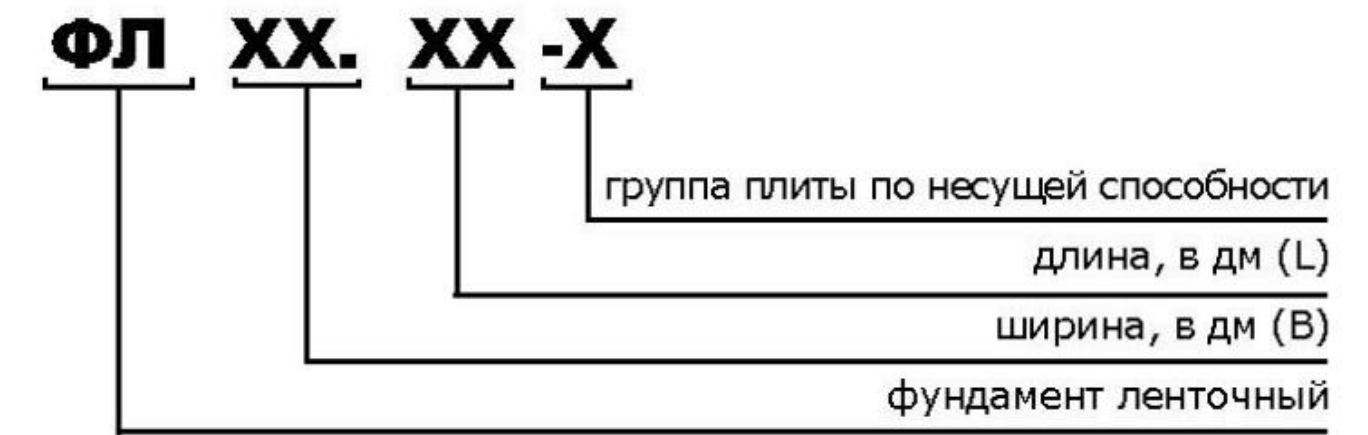 ФЛ ХХ. ХХ -Х
группа плиты по несущей способности
длина, в дм (L)
ширина, в дм (В)
фундамент ленточный